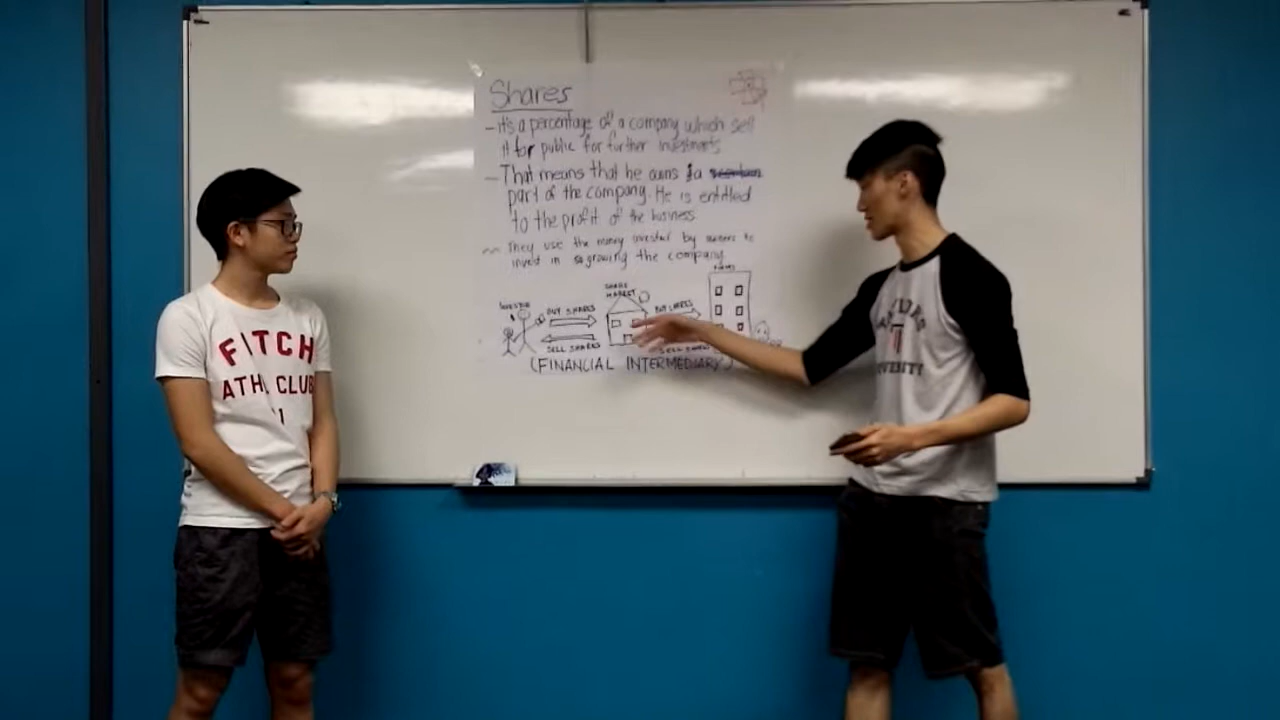 Shares
- it's a percentage of a company which sell
it for public for further investments
- That means that he owns a
part of the company. He is entitled
to the profit of the business
They use the money invested by owners to
invest in growing the company
SHARE
MARKET
INVESTOR
BUY SHARES
BUY SHARES
SELL SHARES
SELL SHARES
(FINANCIAL INTERMEDIARY)
FITCH
ATH CLUB